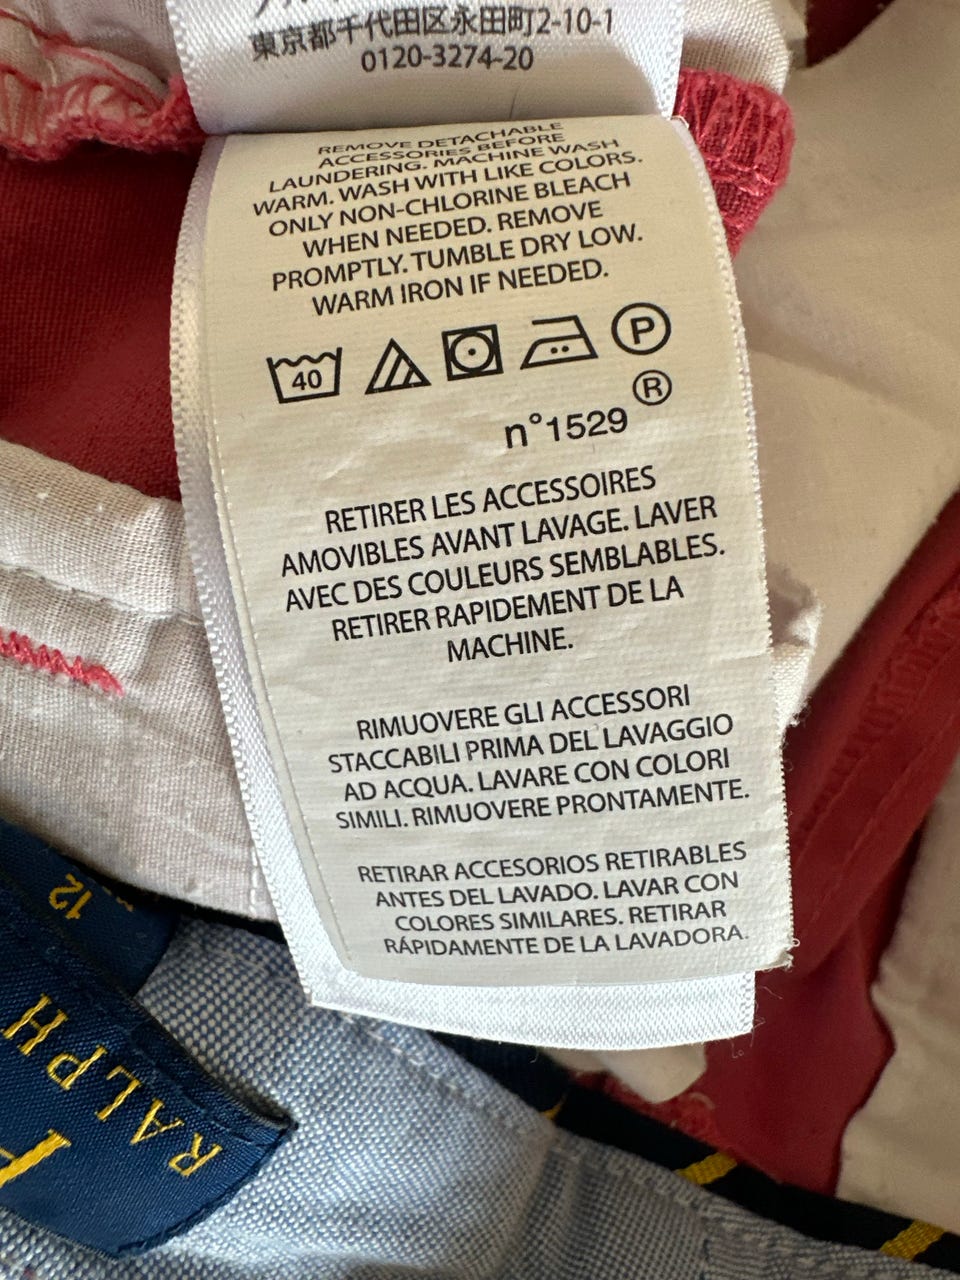 東京都千代田区永田町2-10-1
0120-3274-20
REMOVE DETACHABLE
ACCESSORIES BEFORE
LAUNDERING. MACHINE WASH
WARM. WASH WITH LIKE COLORS.
ONLY NON-CHLORINE BLEACH
WHEN NEEDED. REMOVE
PROMPTLY. TUMBLE DRY LOW.
WARM IRON IF NEEDED.
40 P
®
n°1529
RETIRER LES ACCESSOIRES
AMOVIBLES AVANT LAVAGE. LAVER
AVEC DES COULEURS SEMBLABLES.
RETIRER RAPIDEMENT DE LA
MACHINE.
RIMUOVERE GLI ACCESSORI
STACCABILI PRIMA DEL LAVAGGIO
AD ACQUA. LAVARE CON COLORI
SIMILI. RIMUOVERE PRONTAMENTE.
RETIRAR ACCESORIOS RETIRABLES
ANTES DEL LAVADO. LAVAR CON
COLORES SIMILARES. RETIRAR
RÁPIDAMENTE DE LA LAVADORA.
12
RALPH